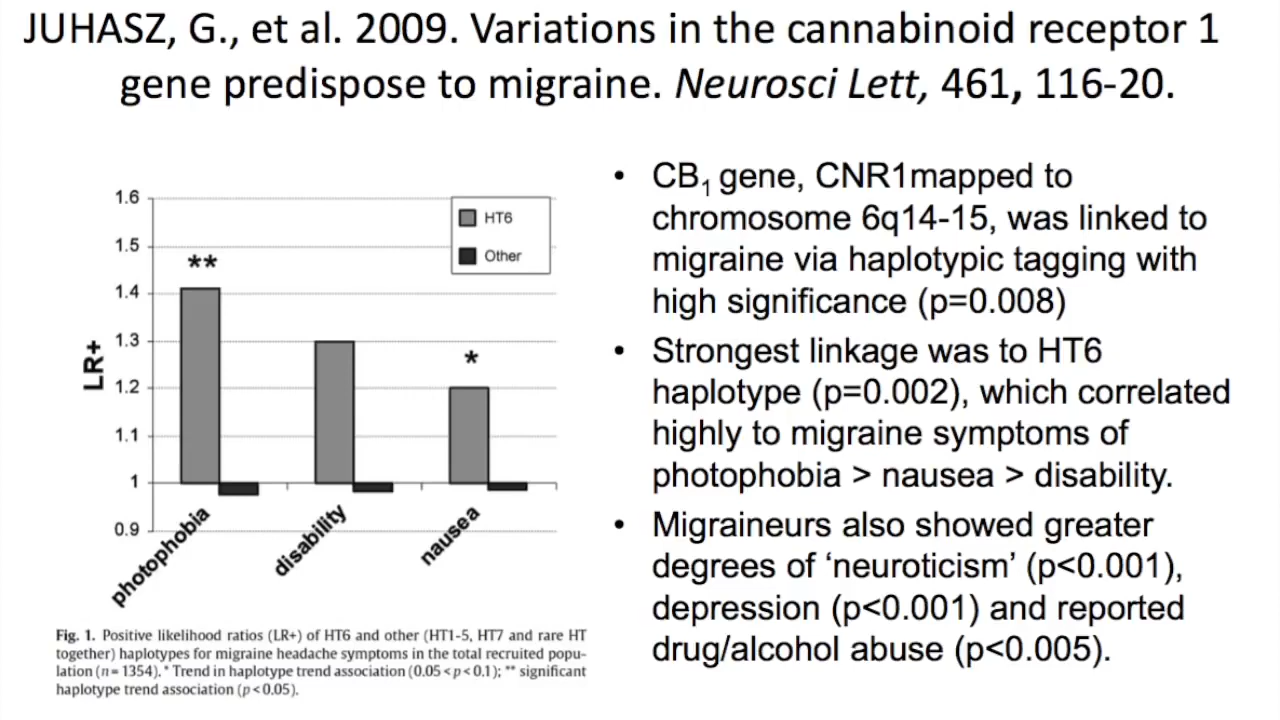 JUHASZ, G., et al. 2009. Variations in the cannabinoid receptor 1
gene predispose to migraine. Neurosci Lett, 461, 116-20.
1.6
1.5
1.4
1.3
1.2
1.1
1
0.9
LR+
HT6
Other
**
*
photophobia
disability
nausea
Fig. 1. Positive likelihood ratios (LR+) of HT6 and other (HT1-5, HT7 and rare HT
together) haplotypes for migraine headache symptoms in the total recruited popu-
lation (n = 1354). * Trend in haplotype trend association (0.05 < p < 0.1); ** significant
haplotype trend association (p < 0.05).
• CB1 gene, CNR1mapped to
chromosome 6q14-15, was linked to
migraine via haplotypic tagging with
high significance (p=0.008)
• Strongest linkage was to HT6
haplotype (p=0.002), which correlated
highly to migraine symptoms of
photophobia > nausea > disability.
• Migraineurs also showed greater
degrees of ‘neuroticism’ (p<0.001),
depression (p<0.001) and reported
drug/alcohol abuse (p<0.005).